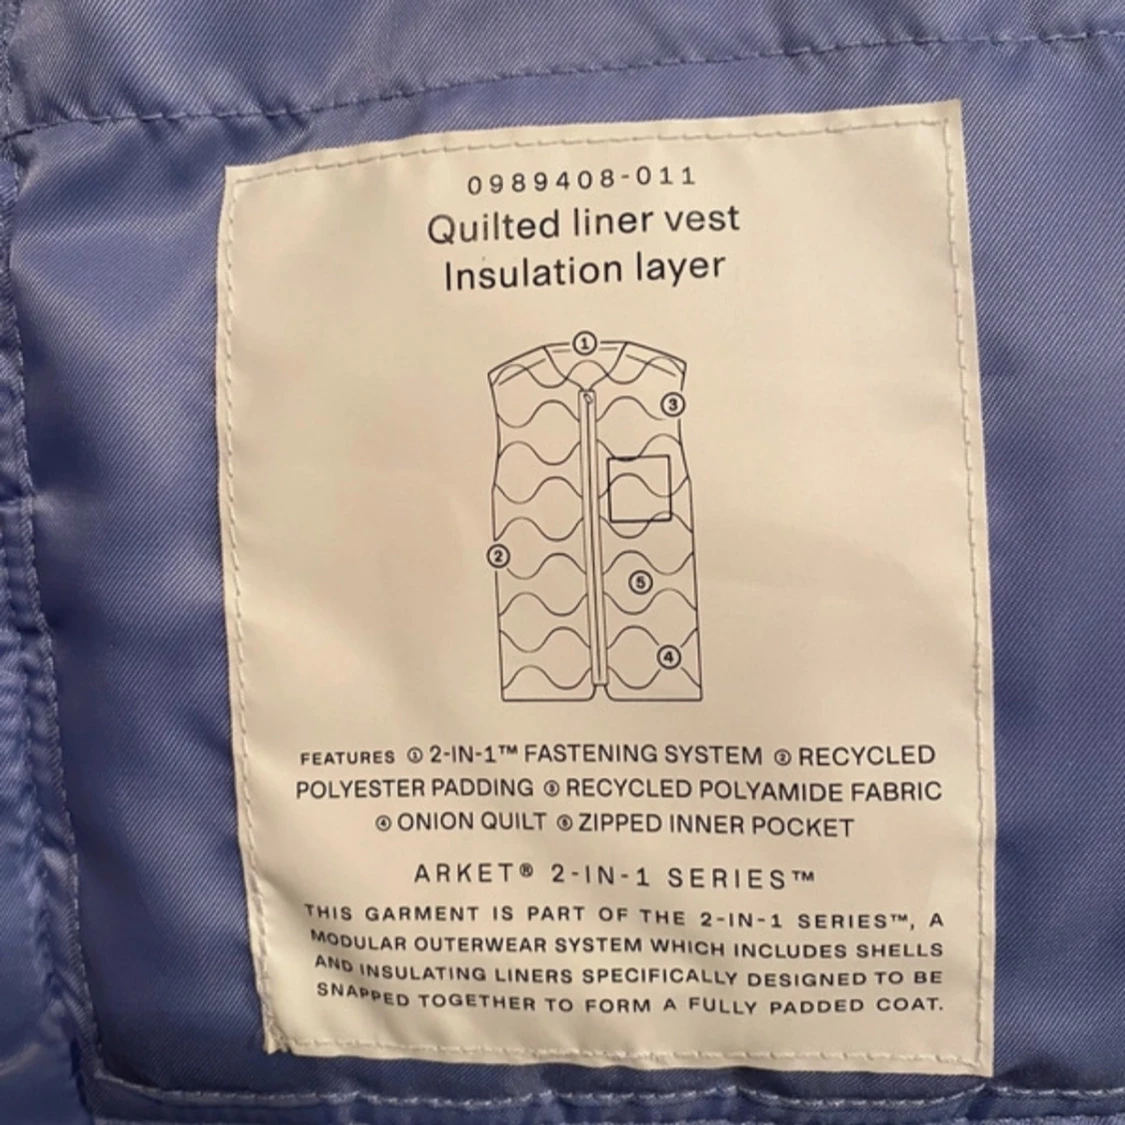 0989408-011
Quilted liner vest
Insulation layer
①
③
②
⑤
④
FEATURES ① 2-IN-1™ FASTENING SYSTEM ② RECYCLED
POLYESTER PADDING ③ RECYCLED POLYAMIDE FABRIC
④ ONION QUILT ⑤ ZIPPED INNER POCKET
ARKET® 2-IN-1 SERIES™
THIS GARMENT IS PART OF THE 2-IN-1 SERIES™, A
MODULAR OUTERWEAR SYSTEM WHICH INCLUDES SHELLS
AND INSULATING LINERS SPECIFICALLY DESIGNED TO BE
SNAPPED TOGETHER TO FORM A FULLY PADDED COAT.